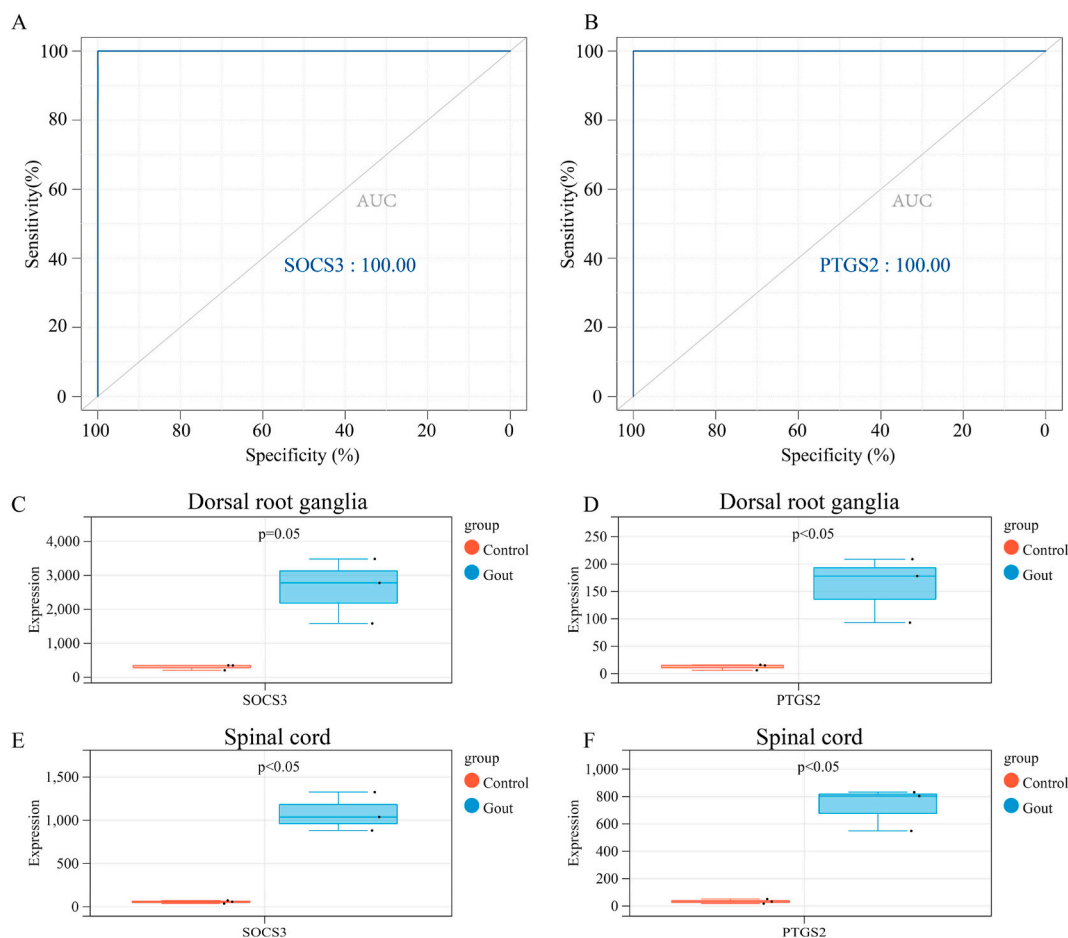 A
100
80
60
40
20
0
Sensitivity(%)
AUC
SOCS3 : 100.00
100
80
60
40
20
0
Specificity (%)
B
100
80
60
40
20
0
Sensitivity(%)
AUC
PTGS2 : 100.00
100
80
60
40
20
0
Specificity (%)
C
Dorsal root ganglia
p=0.05
4,000
3,000
2,000
1,000
0
Expression
SOCS3
group
Control
Gout
D
Dorsal root ganglia
p<0.05
250
200
150
100
50
0
Expression
PTGS2
group
Control
Gout
E
Spinal cord
p<0.05
1,500
1,000
500
0
Expression
SOCS3
group
Control
Gout
F
Spinal cord
p<0.05
1,000
800
600
400
200
0
Expression
PTGS2
group
Control
Gout